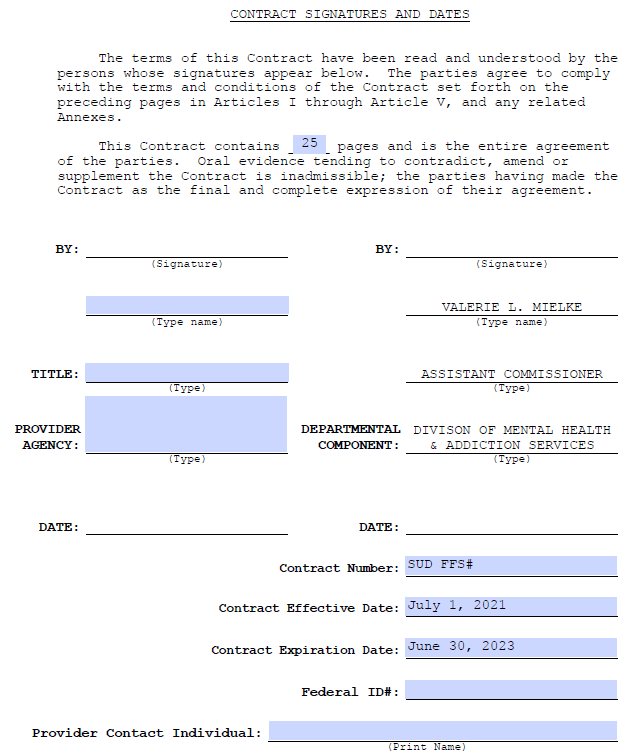 CONTRACT SIGNATURES AND DATES
The terms of this Contract have been read and understood by the
persons whose signatures appear below. The parties agree to comply
with the terms and conditions of the Contract set forth on the
preceding pages in Articles I through Article V, and any related
Annexes.
This Contract contains 25 pages and is the entire agreement
of the parties. Oral evidence tending to contradict, amend or
supplement the Contract is inadmissible; the parties having made the
Contract as the final and complete expression of their agreement.
BY: BY:
(Signature) (Signature)
VALERIE L. MIELKE
(Type name) (Type name)
TITLE: ASSISTANT COMMISSIONER
(Type) (Type)
PROVIDER DEPARTMENTAL DIVISON OF MENTAL HEALTH
AGENCY: COMPONENT: & ADDICTION SERVICES
(Type) (Type)
DATE: DATE:
Contract Number: SUD FFS#
Contract Effective Date: July 1, 2021
Contract Expiration Date: June 30, 2023
Federal ID#:
Provider Contact Individual:
(Print Name)